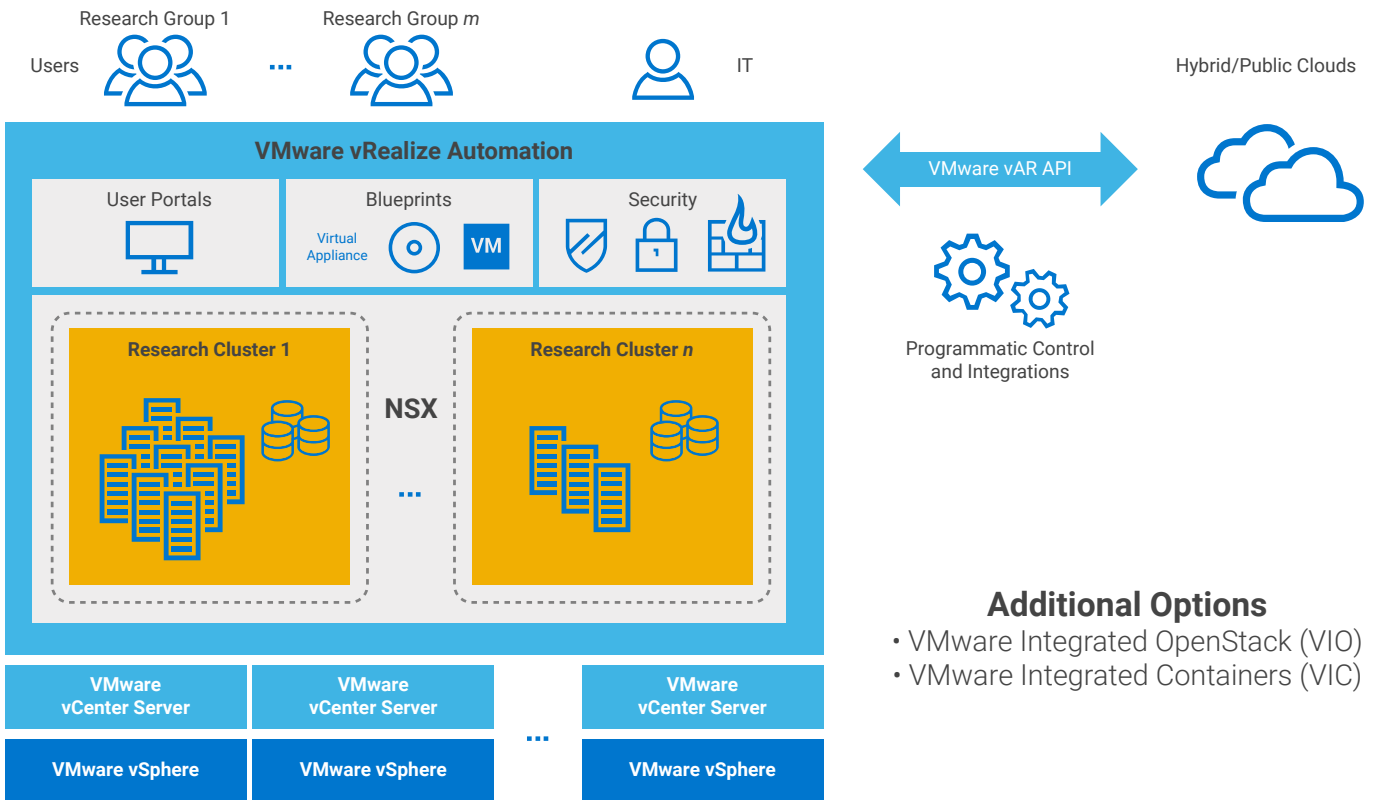 Research Group 1
Research Group m
Users
...
IT
Hybrid/Public Clouds
VMware vRealize Automation
VMware vAR API
User Portals
Blueprints
Security
Virtual
Appliance
VM
Programmatic Control
and Integrations
Research Cluster 1
Research Cluster n
NSX
...
Additional Options
• VMware Integrated OpenStack (VIO)
• VMware Integrated Containers (VIC)
VMware
vCenter Server
VMware
vCenter Server
...
VMware
vCenter Server
VMware vSphere
VMware vSphere
VMware vSphere